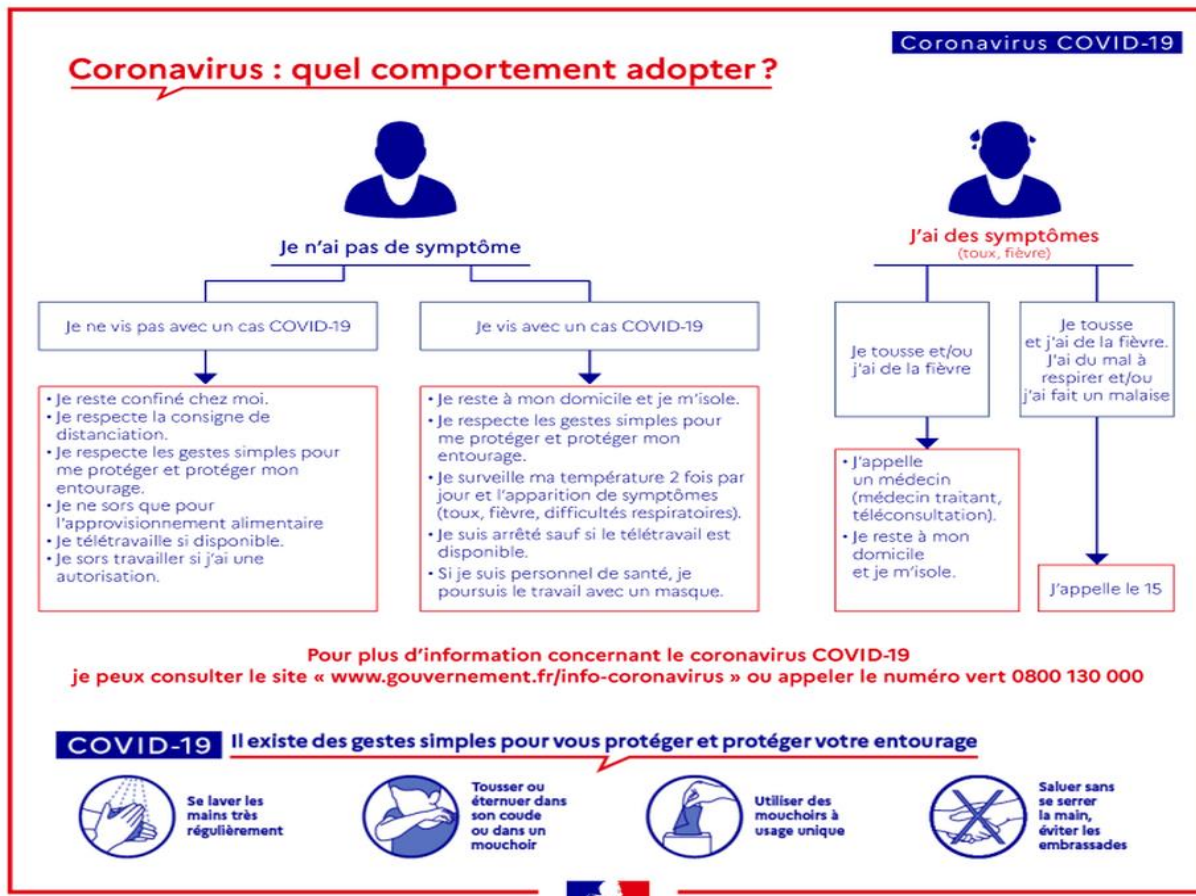 Coronavirus COVID-19
Coronavirus : quel comportement adopter ?
Je n'ai pas de symptôme
Je ne vis pas avec un cas COVID-19
• Je reste confiné chez moi.
• Je respecte la consigne de
distanciation.
• Je respecte les gestes simples pour
me protéger et protéger mon
entourage.
• Je ne sors que pour
l'approvisionnement alimentaire
• Je télétravaille si disponible.
• Je sors travailler si j'ai une
autorisation.
Je vis avec un cas COVID-19
• Je reste à mon domicile et je m'isole.
• Je respecte les gestes simples pour
me protéger et protéger mon
entourage.
• Je surveille ma température 2 fois par
jour et l'apparition de symptômes
(toux, fièvre, difficultés respiratoires).
• Je suis arrêté sauf si le télétravail est
disponible.
• Si je suis personnel de santé, je
poursuis le travail avec un masque.
J'ai des symptômes
(toux, fièvre)
Je tousse et/ou
j'ai de la fièvre
• J'appelle
un médecin
(médecin traitant,
téléconsultation).
• Je reste à mon
domicile
et je m'isole.
Je tousse
et j'ai de la fièvre.
J'ai du mal à
respirer et/ou
j'ai fait un malaise
J'appelle le 15
Pour plus d'information concernant le coronavirus COVID-19
je peux consulter le site « www.gouvernement.fr/info-coronavirus » ou appeler le numéro vert 0800 130 000
COVID-19 Il existe des gestes simples pour vous protéger et protéger votre entourage
Se laver les
mains très
régulièrement
Tousser ou
éternuer dans
son coude
ou dans un
mouchoir
Utiliser des
mouchoirs à
usage unique
Saluer sans
se serrer
la main,
éviter les
embrassades